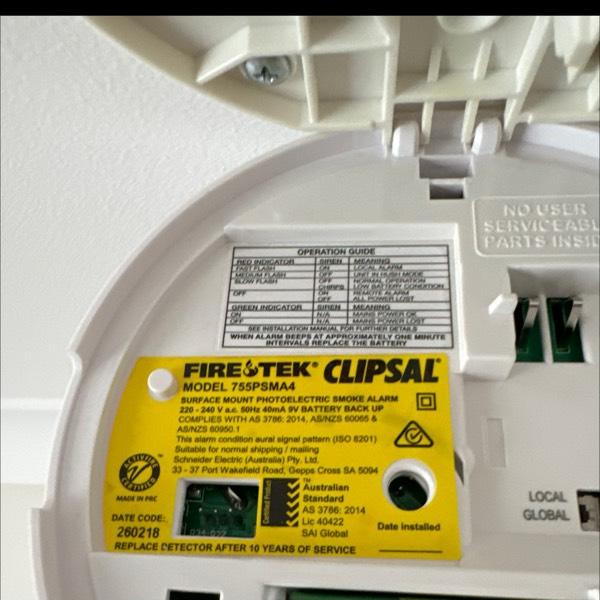 NO USER
SERVICEABL
PARTS INSID
OPERATION GUIDE
RED INDICATOR SIREN MEANING
FAST FLASH ON LOCAL ALARM
MEDIUM FLASH OFF UNIT IN HUSH MODE
SLOW FLASH OFF NORMAL OPERATION
CHIRPS LOW BATTERY CONDITION
OFF ON REMOTE ALARM
OFF ALL POWER LOST
GREEN INDICATOR SIREN MEANING
ON N/A MAINS POWER OK
OFF N/A MAINS POWER LOST
SEE INSTALLATION MANUAL FOR FURTHER DETAILS
WHEN ALARM BEEPS AT APPROXIMATELY ONE MINUTE
INTERVALS REPLACE THE BATTERY
FIRETEK® CLIPSAL®
MODEL 755PSMA4
SURFACE MOUNT PHOTOELECTRIC SMOKE ALARM
220 - 240 V a.c. 50Hz 40mA 9V BATTERY BACK UP
COMPLIES WITH AS 3786: 2014, AS/NZS 60065 &
AS/NZS 60950.1
This alarm condition aural signal pattern (ISO 8201)
Suitable for normal shipping / mailing
Schneider Electric (Australia) Pty. Ltd.
33 - 37 Port Wakefield Road, Gepps Cross SA 5094
ACTIVFIRE CERTIFIED
MADE IN PRC
Certified Product
™
Australian
Standard
AS 3786: 2014
Lic 40422
SAI Global
DATE CODE:
260218
Date installed
REPLACE DETECTOR AFTER 10 YEARS OF SERVICE
LOCAL
GLOBAL